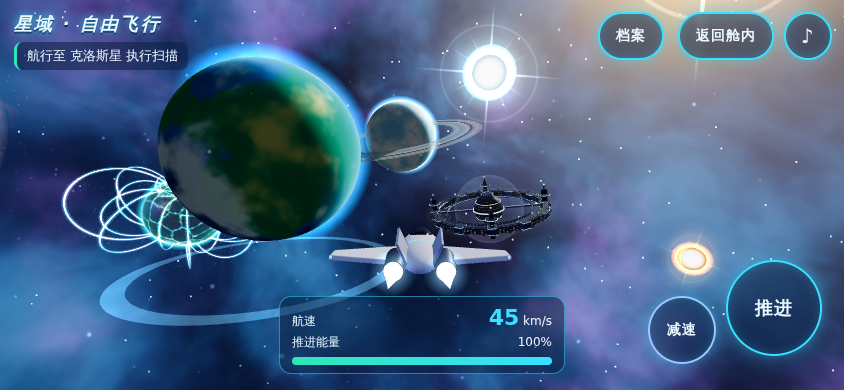 星域 · 自由飞行
航行至 克洛斯星 执行扫描
档案
返回舱内
♪
航速 45 km/s
推进能量 100%
减速
推进